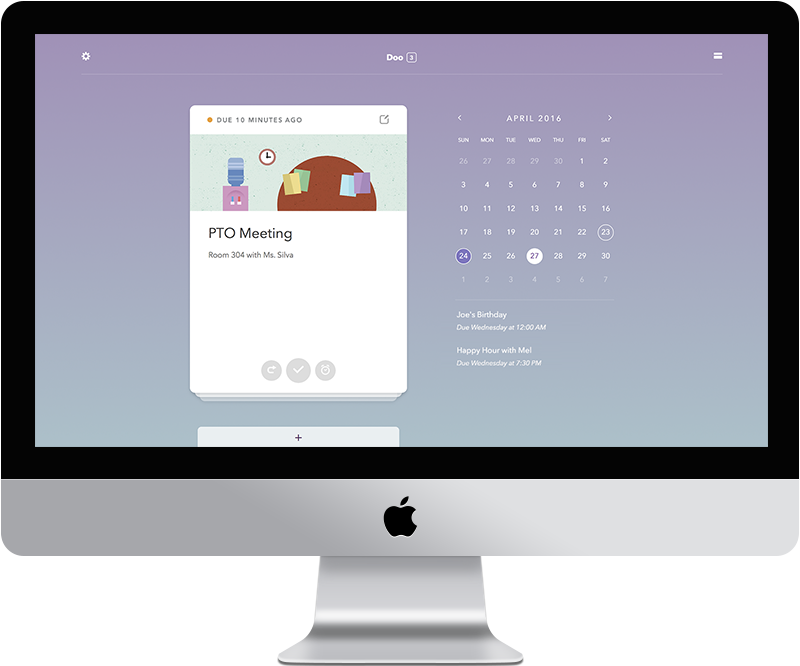 Doo 3
DUE 10 MINUTES AGO
PTO Meeting
Room 304 with Ms. Silva
+
APRIL 2016
SUN MON TUE WED THU FRI SAT
26 27 28 29 30 1 2
3 4 5 6 7 8 9
10 11 12 13 14 15 16
17 18 19 20 21 22 23
24 25 26 27 28 29 30
1 2 3 4 5 6 7
Joe's Birthday
Due Wednesday at 12:00 AM
Happy Hour with Mel
Due Wednesday at 7:30 PM